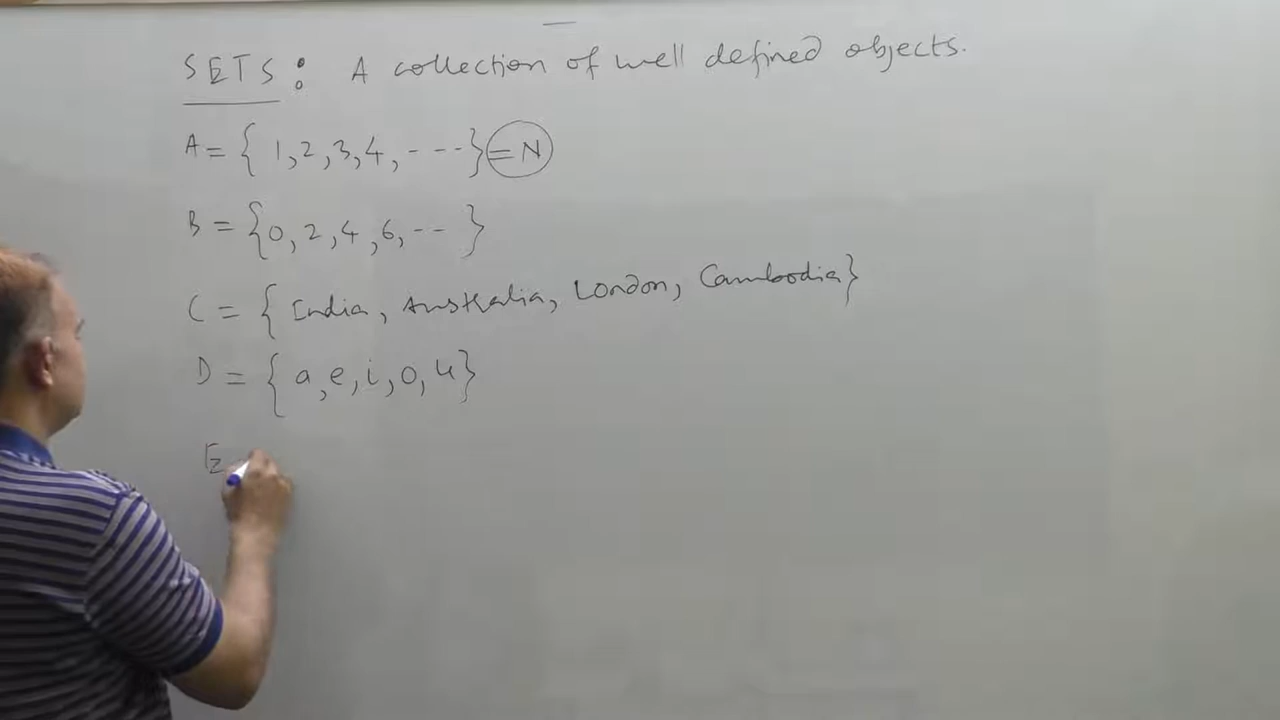 SETS: A collection of well defined objects.
A = { 1, 2, 3, 4, - - - - } = N
B = {0, 2, 4, 6, - - }
C = { India, Australia, London, Cambodia}
D = { a, e, i, o, u}
E